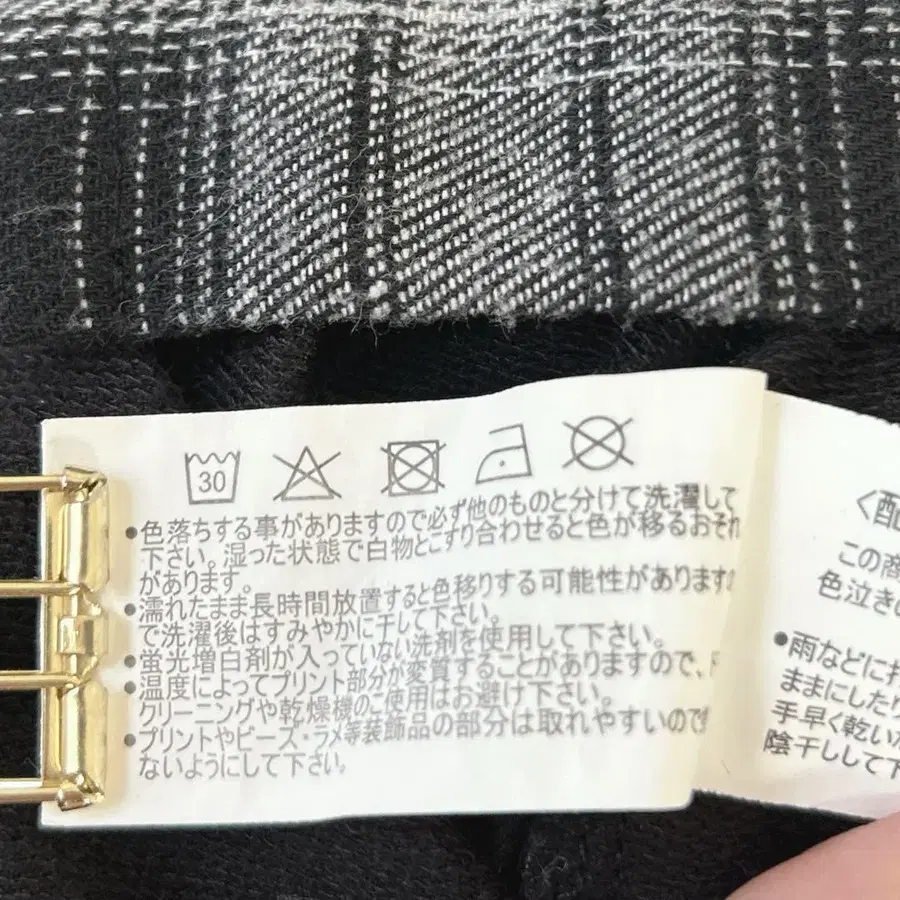 30
•色落ちする事がありますので必ず他のものと分けて洗濯して
下さい。湿った状態で白物とこすり合わせると色が移るおそれ
があります。
•濡れたまま長時間放置すると色移りする可能性があります
で洗濯後はすみやかに干して下さい。
•蛍光増白剤が入っていない洗剤を使用して下さい。
•温度によってプリント部分が変質することがありますので、
クリーニングや乾燥機のご使用はお避け下さい。
•プリントやビーズ・ラメ等装飾品の部分は取れやすいので
ないようにして下さい。
〈配
この商
色泣き
•雨などに打
ままにしたり
手早く乾い
陰干しして下